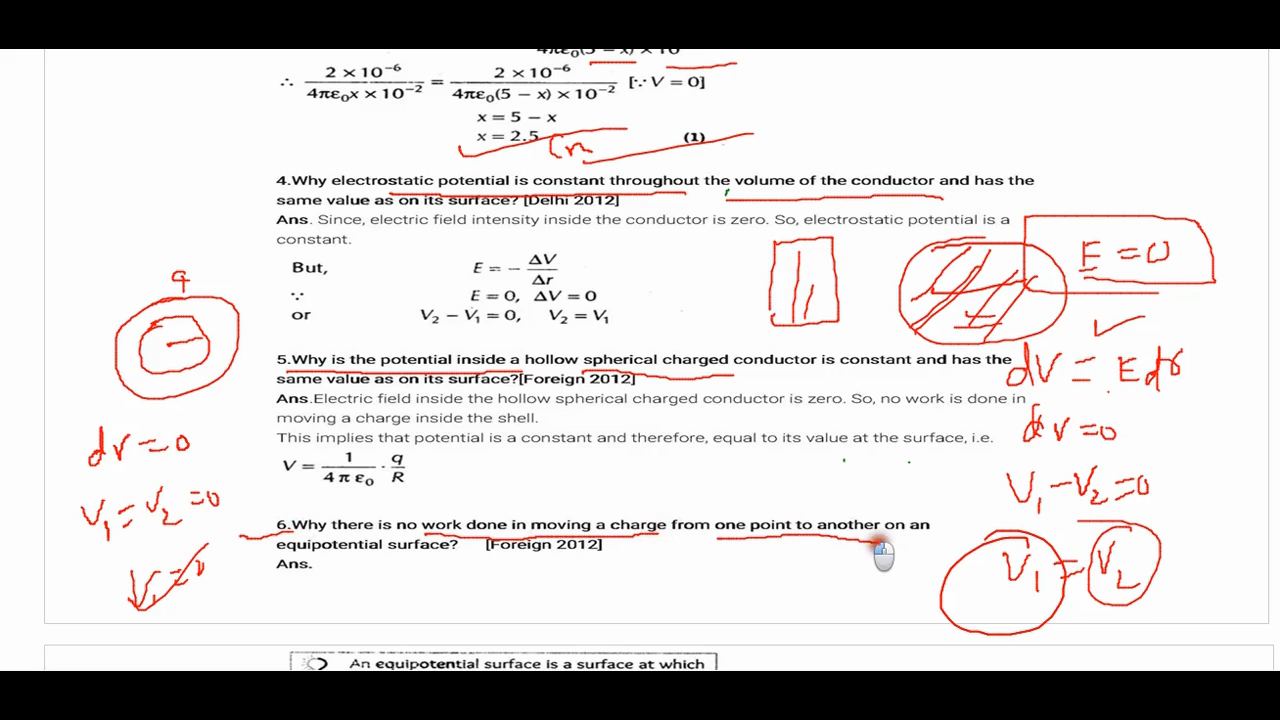 4πε₀(5 − x) × 10
∴ 2 × 10⁻⁶ / 4πε₀x × 10⁻² = 2 × 10⁻⁶ / 4πε₀(5 − x) × 10⁻² [∵ V = 0]
x = 5 − x
x = 2.5 (1)
4.Why electrostatic potential is constant throughout the volume of the conductor and has the
same value as on its surface? [Delhi 2012]
Ans. Since, electric field intensity inside the conductor is zero. So, electrostatic potential is a
constant.
But, E = − ΔV / Δr
∵ E = 0, ΔV = 0
or V₂ − V₁ = 0, V₂ = V₁
E = 0
q
5.Why is the potential inside a hollow spherical charged conductor is constant and has the
same value as on its surface?[Foreign 2012]
Ans.Electric field inside the hollow spherical charged conductor is zero. So, no work is done in
moving a charge inside the shell.
This implies that potential is a constant and therefore, equal to its value at the surface, i.e.
V = 1 / 4 π ε₀ · q / R
dV = E dr
dV = 0
V₁ − V₂ = 0
V₁ = V₂
dV = 0
V₁ = V₂ = 0
6.Why there is no work done in moving a charge from one point to another on an
equipotential surface? [Foreign 2012]
Ans.
An equipotential surface is a surface at which